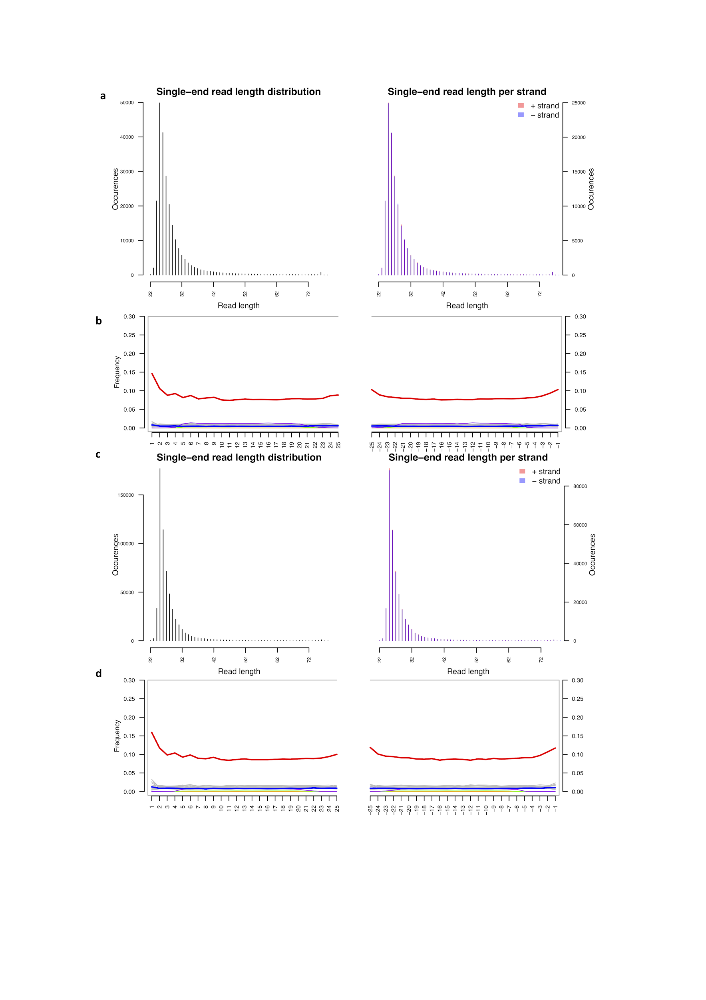 a
Single–end read length distribution
Single–end read length per strand
+ strand
– strand
50000
40000
30000
20000
10000
0
Occurences
25000
20000
15000
10000
5000
0
Occurences
22 32 42 52 62 72
Read length
22 32 42 52 62 72
Read length
b
0.30
0.25
0.20
0.15
0.10
0.05
0.00
Frequency
0.30
0.25
0.20
0.15
0.10
0.05
0.00
1 2 3 4 5 6 7 8 9 10 11 12 13 14 15 16 17 18 19 20 21 22 23 24 25
–25 –24 –23 –22 –21 –20 –19 –18 –17 –16 –15 –14 –13 –12 –11 –10 –9 –8 –7 –6 –5 –4 –3 –2 –1
c
Single–end read length distribution
Single–end read length per strand
+ strand
– strand
150000
100000
50000
0
Occurences
80000
60000
40000
20000
0
Occurences
22 32 42 52 62 72
Read length
22 32 42 52 62 72
Read length
d
0.30
0.25
0.20
0.15
0.10
0.05
0.00
Frequency
0.30
0.25
0.20
0.15
0.10
0.05
0.00
1 2 3 4 5 6 7 8 9 10 11 12 13 14 15 16 17 18 19 20 21 22 23 24 25
–25 –24 –23 –22 –21 –20 –19 –18 –17 –16 –15 –14 –13 –12 –11 –10 –9 –8 –7 –6 –5 –4 –3 –2 –1